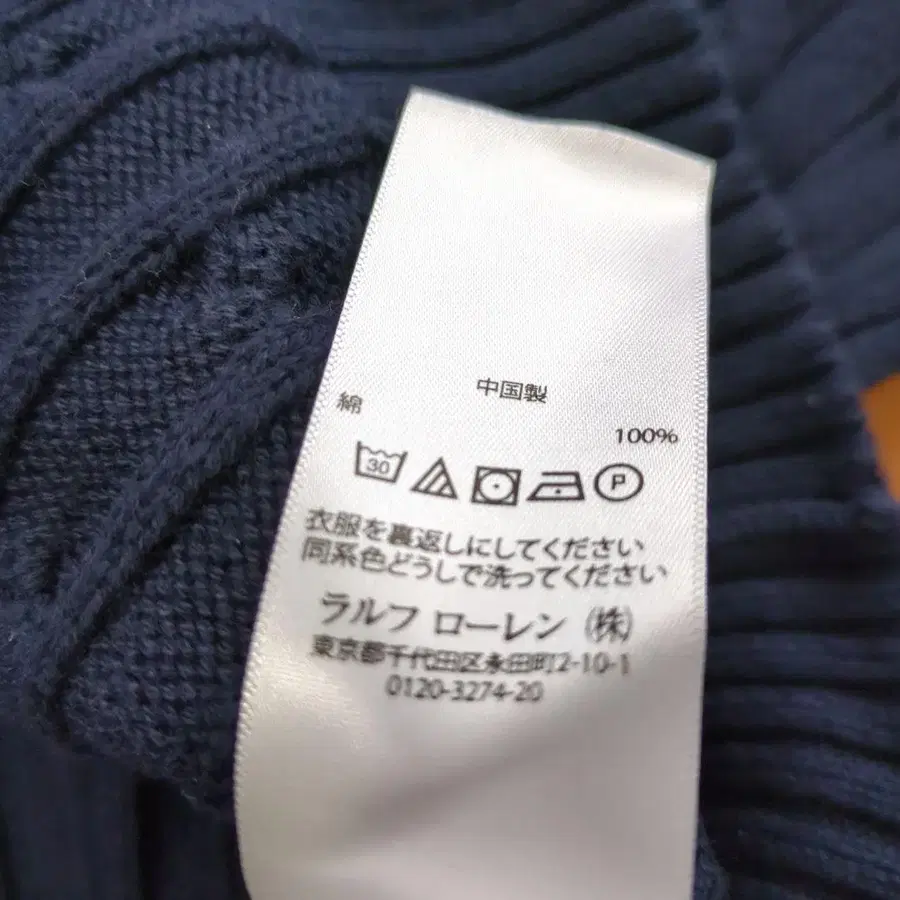 中国製
綿 100%
30 P
衣服を裏返しにしてください
同系色どうしで洗ってください
ラルフ ローレン (株)
東京都千代田区永田町2-10-1
0120-3274-20